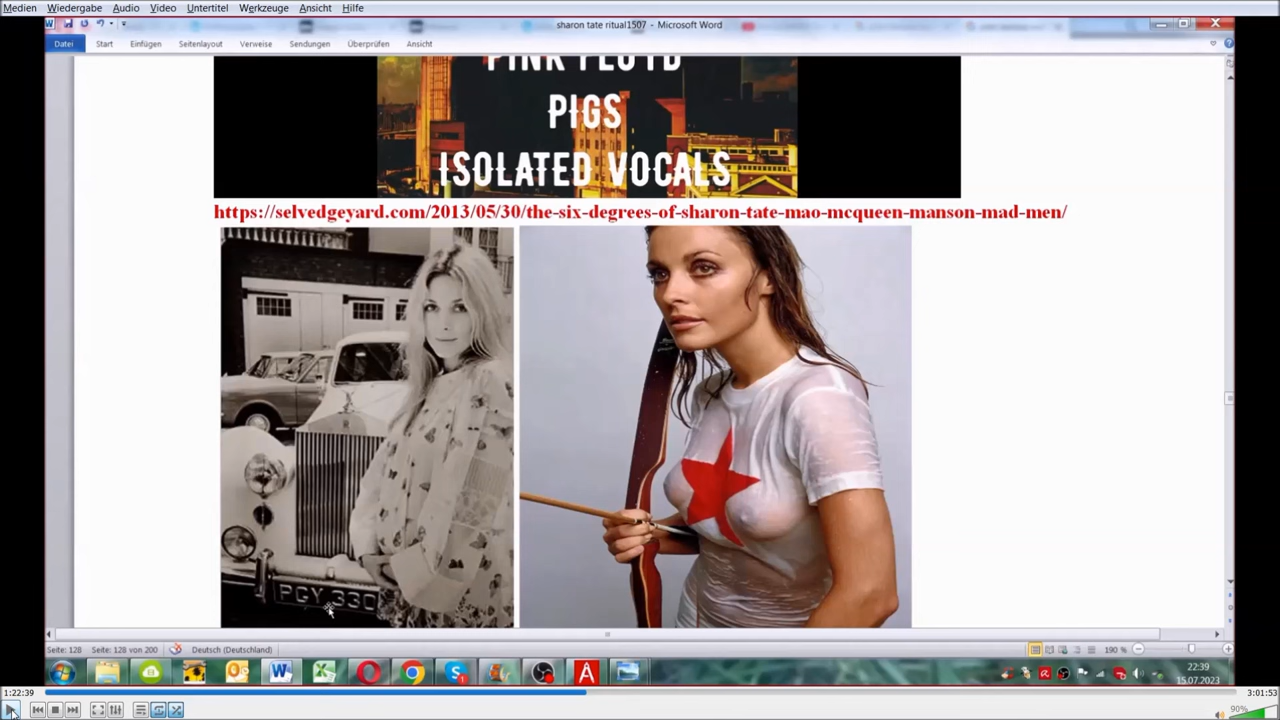 Medien Wiedergabe Audio Video Untertitel Werkzeuge Ansicht Hilfe
sharon tate ritual1507 - Microsoft Word
Datei Start Einfügen Seitenlayout Verweise Sendungen Überprüfen Ansicht
PINK FLOYD
PIGS
ISOLATED VOCALS
https://selvedgeyard.com/2013/05/30/the-six-degrees-of-sharon-tate-mao-mcqueen-manson-mad-men/
PGY 330
Seite: 128 Seite: 128 von 200 Deutsch (Deutschland) 190 %
22:39
15.07.2023
1:22:39 3:01:53
90%